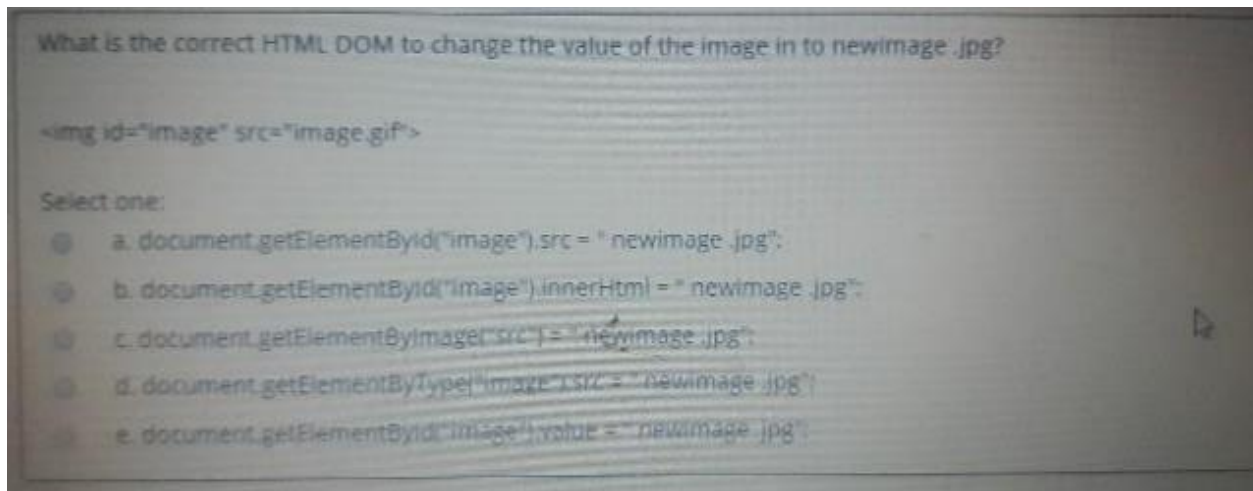 What is the correct HTML DOM to change the value of the image in to newimage .jpg?
<img id="image" src="image.gif">
Select one:
a. document.getElementById("image").src = " newimage .jpg";
b. document.getElementById("image").innerHtml = " newimage .jpg";
c. document.getElementByImage("src") = " newimage .jpg";
d. document.getElementByType("image").src = " newimage .jpg";
e. document.getElementById("image").value = " newimage .jpg";